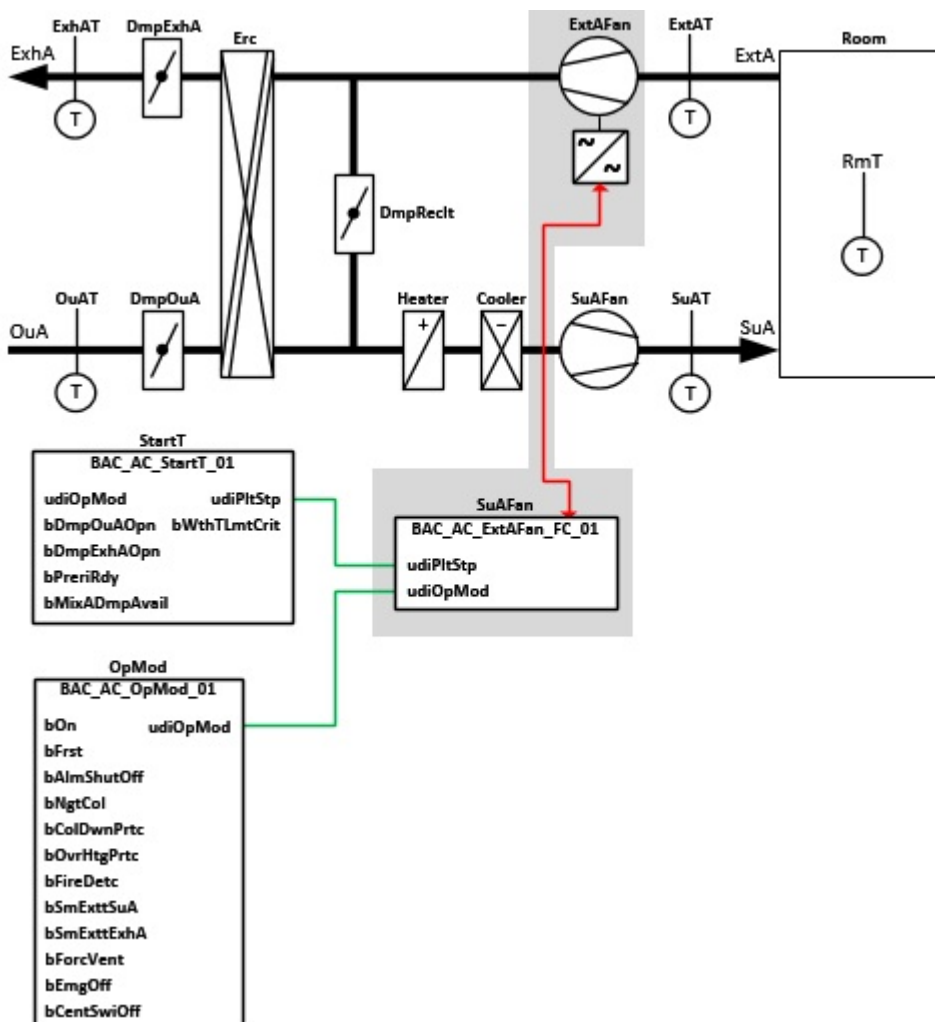 ExhAT DmpExhA Erc ExtAFan ExtAT Room
ExhA ExtA
T T
~
~
RmT
DmpReclt
T
OuAT DmpOuA Heater Cooler SuAFan SuAT
OuA + − SuA
T T
StartT
BAC_AC_StartT_01
udiOpMod udiPltStp
bDmpOuAOpn bWthTLmtCrit
bDmpExhAOpn
bPreriRdy
bMixADmpAvail
SuAFan
BAC_AC_ExtAFan_FC_01
udiPltStp
udiOpMod
OpMod
BAC_AC_OpMod_01
bOn udiOpMod
bFrst
bAlmShutOff
bNgtCol
bColDwnPrtc
bOvrHtgPrtc
bFireDetc
bSmExttSuA
bSmExttExhA
bForcVent
bEmgOff
bCentSwiOff